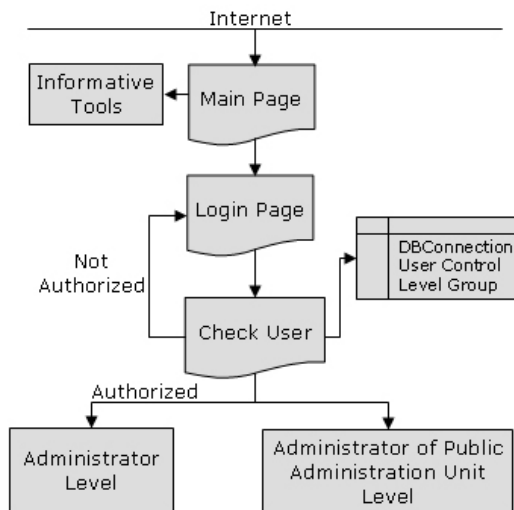 Internet
Informative
Tools
Main Page
Login Page
Not
Authorized
DBConnection
User Control
Level Group
Check User
Authorized
Administrator
Level
Administrator of Public
Administration Unit
Level